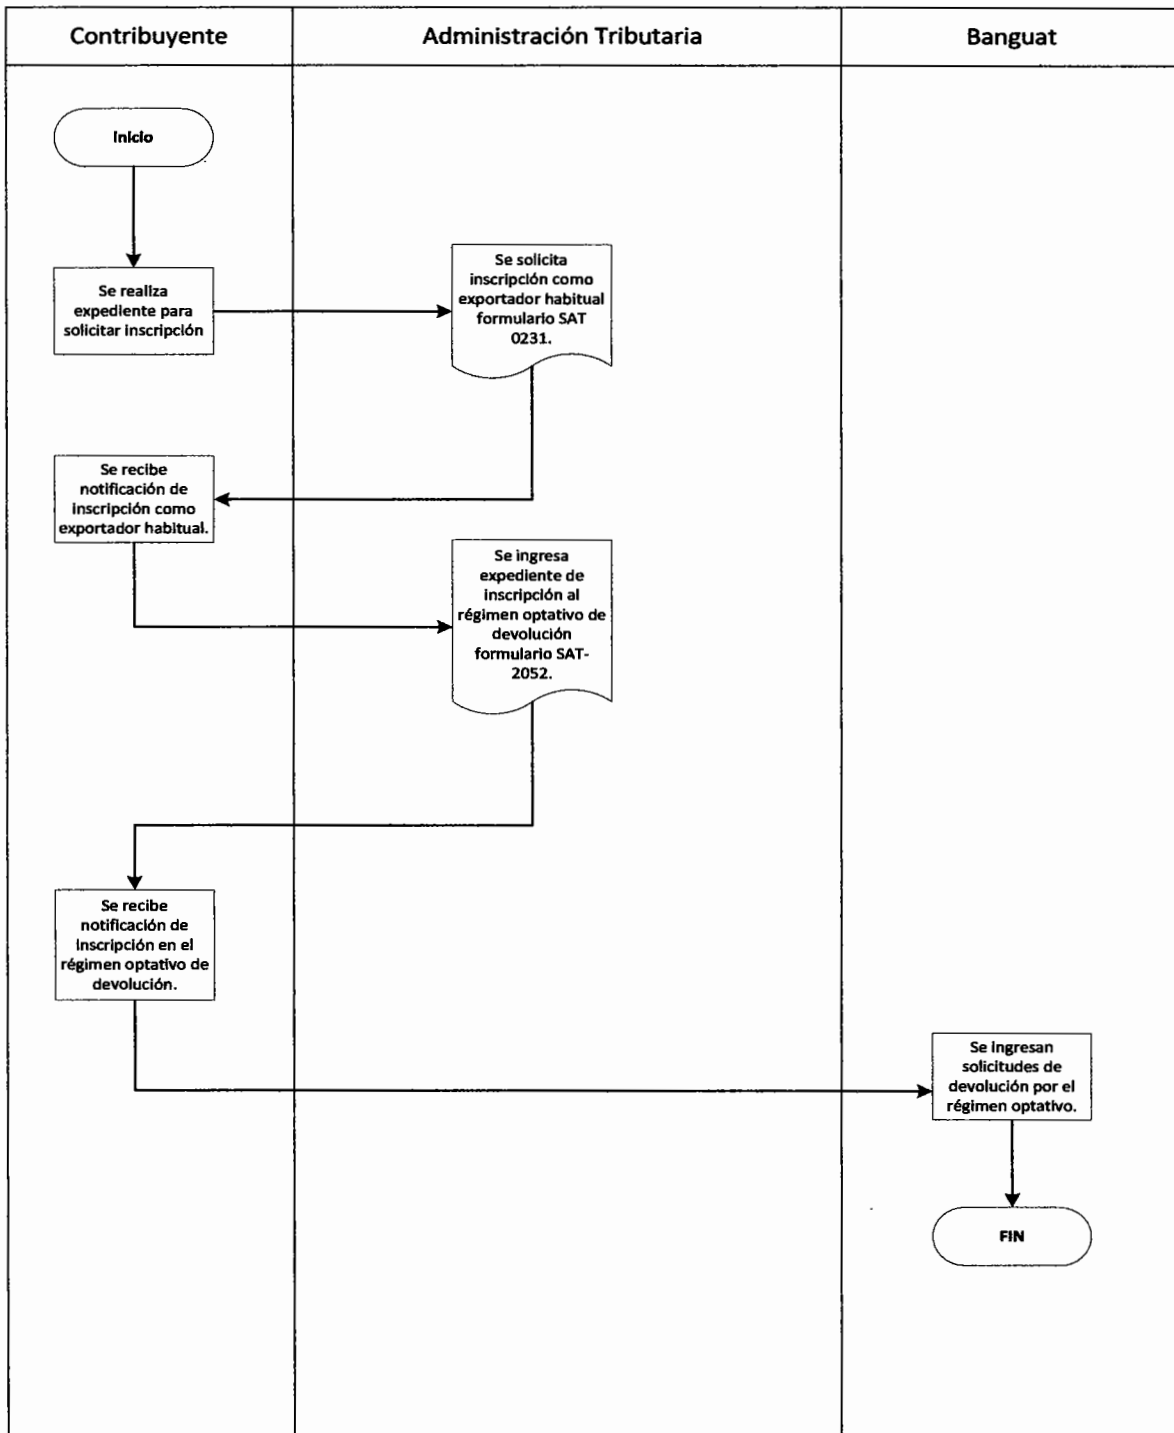 Contribuyente
Administración Tributaria
Banguat
Inicio
Se realiza
expediente para
solicitar inscripción
Se solicita
inscripción como
exportador habitual
formulario SAT
0231.
Se recibe
notificación de
inscripción como
exportador habitual.
Se ingresa
expediente de
inscripción al
régimen optativo de
devolución
formulario SAT-
2052.
Se recibe
notificación de
inscripción en el
régimen optativo de
devolución.
Se ingresan
solicitudes de
devolución por el
régimen optativo.
FIN